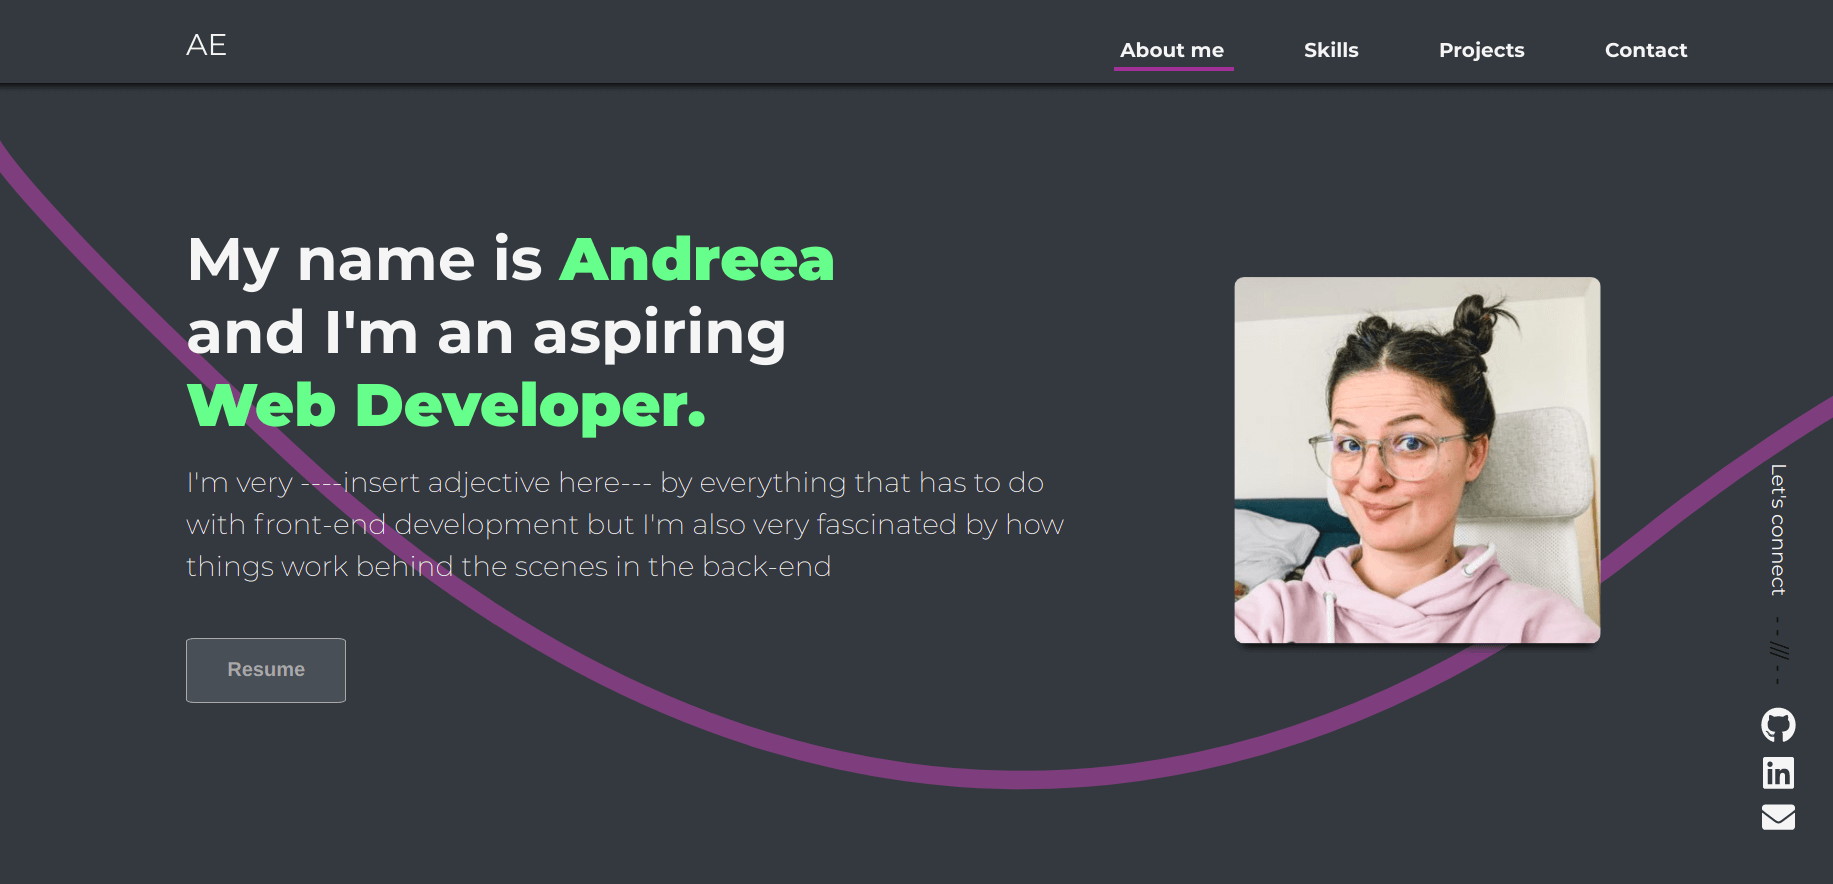 AE
About me
Skills
Projects
Contact
My name is Andreea
and I'm an aspiring
Web Developer.
I'm very ----insert adjective here--- by everything that has to do
with front-end development but I'm also very fascinated by how
things work behind the scenes in the back-end
Resume
Let's connect
- - /// - -
in